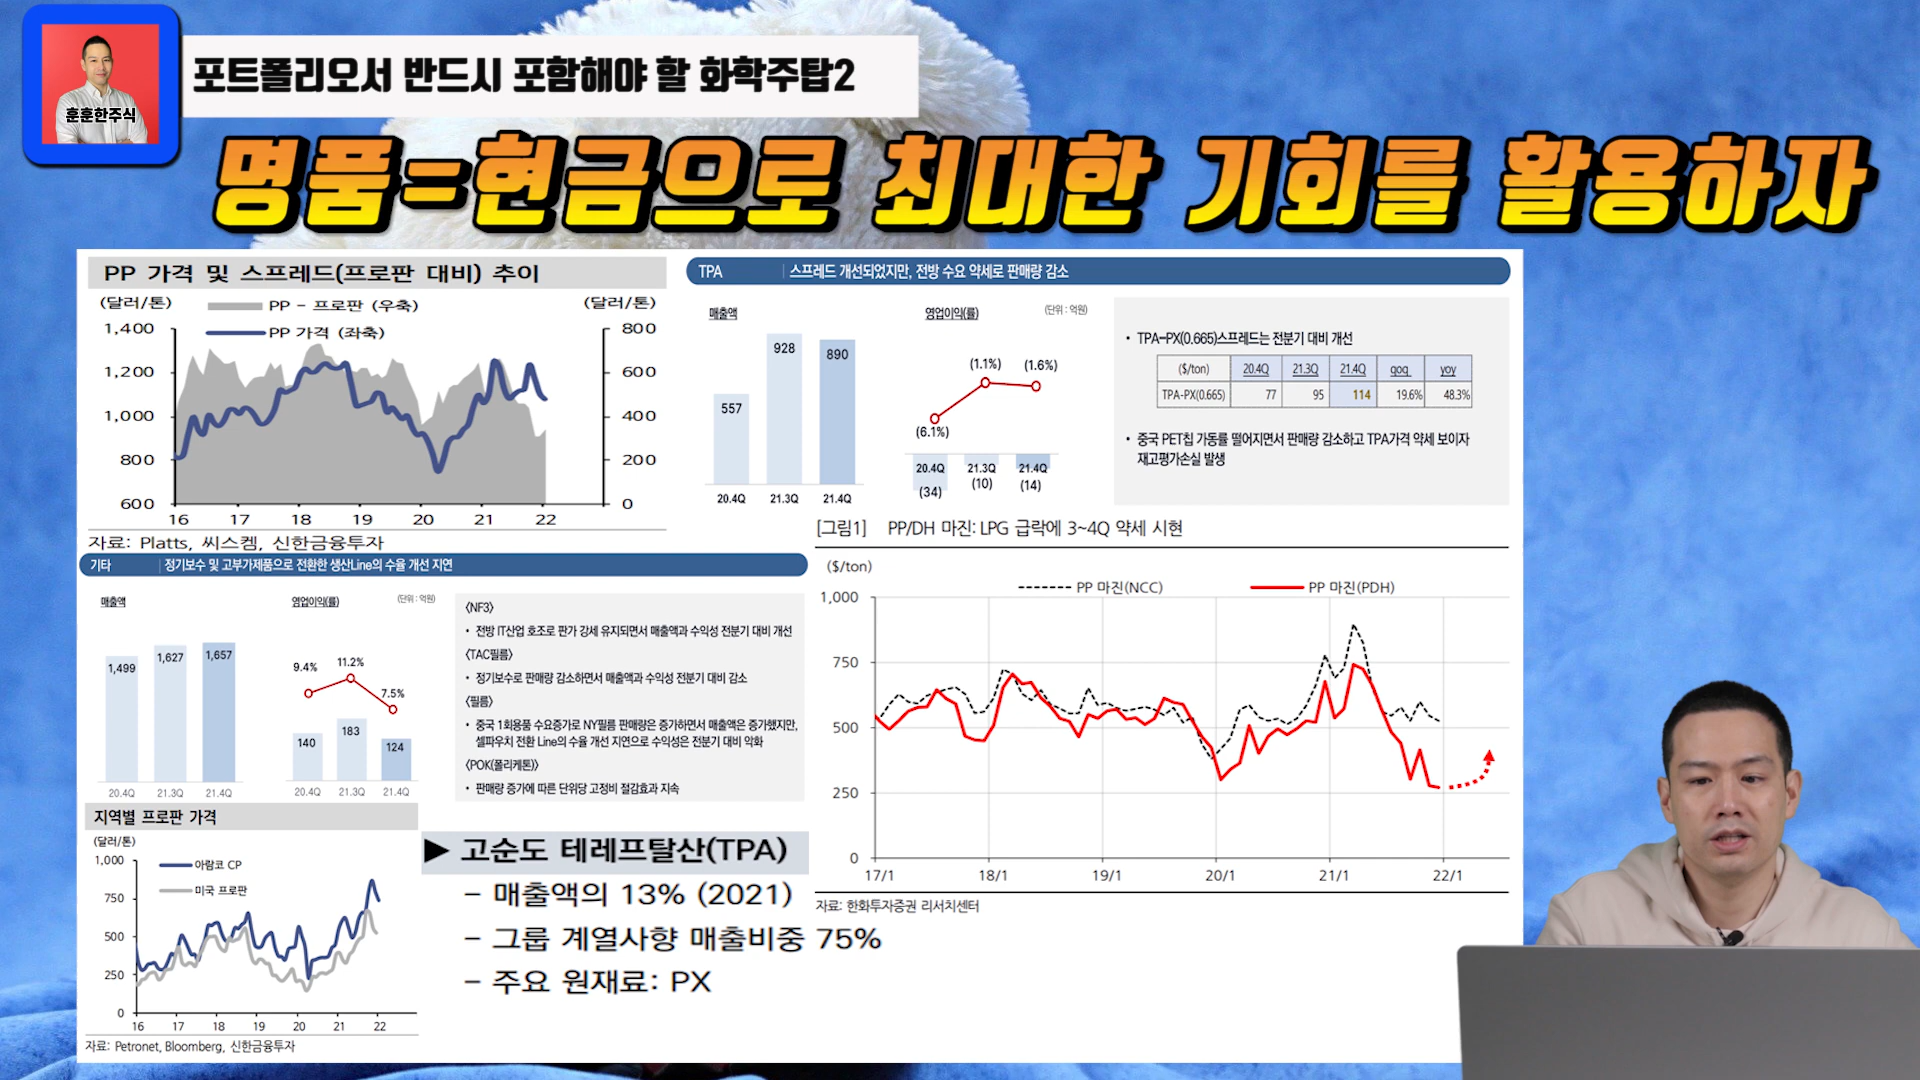 훈훈한주식
포트폴리오서 반드시 포함해야 할 화학주탑2
명품=현금으로 최대한 기회를 활용하자
PP 가격 및 스프레드(프로판 대비) 추이
(달러/톤)
(달러/톤)
PP - 프로판 (우축)
PP 가격 (좌축)
1,400
1,200
1,000
800
600
800
600
400
200
0
16 17 18 19 20 21 22
자료: Platts, 씨스켐, 신한금융투자
TPA 스프레드 개선되었지만, 전방 수요 약세로 판매량 감소
매출액
557
928
890
20.4Q 21.3Q 21.4Q
영업이익(률)
(단위 : 억원)
(6.1%)
(1.1%)
(1.6%)
20.4Q 21.3Q 21.4Q
(34) (10) (14)
• TPA-PX(0.665)스프레드는 전분기 대비 개선
($/ton) 20.4Q 21.3Q 21.4Q qoq yoy
TPA-PX(0.665) 77 95 114 19.6% 48.3%
• 중국 PET칩 가동률 떨어지면서 판매량 감소하고 TPA가격 약세 보이자
재고평가손실 발생
기타 정기보수 및 고부가제품으로 전환한 생산Line의 수율 개선 지연
매출액
1,499
1,627
1,657
20.4Q 21.3Q 21.4Q
영업이익(률)
(단위 : 억원)
9.4%
11.2%
7.5%
140
183
124
20.4Q 21.3Q 21.4Q
<NF3>
• 전방 IT산업 호조로 판가 강세 유지되면서 매출액과 수익성 전분기 대비 개선
<TAC필름>
• 정기보수로 판매량 감소하면서 매출액과 수익성 전분기 대비 감소
<필름>
• 중국 1회용품 수요증가로 NY필름 판매량은 증가하면서 매출액은 증가했지만,
셀파우치 전환 Line의 수율 개선 지연으로 수익성은 전분기 대비 악화
<POK(폴리케톤)>
• 판매량 증가에 따른 단위당 고정비 절감효과 지속
[그림1] PP/DH 마진: LPG 급락에 3~4Q 약세 시현
($/ton)
PP 마진(NCC)
PP 마진(PDH)
1,000
750
500
250
0
17/1 18/1 19/1 20/1 21/1 22/1
자료: 한화투자증권 리서치센터
지역별 프로판 가격
(달러/톤)
아람코 CP
미국 프로판
1,000
750
500
250
0
16 17 18 19 20 21 22
자료: Petronet, Bloomberg, 신한금융투자
▶ 고순도 테레프탈산(TPA)
- 매출액의 13% (2021)
- 그룹 계열사향 매출비중 75%
- 주요 원재료: PX